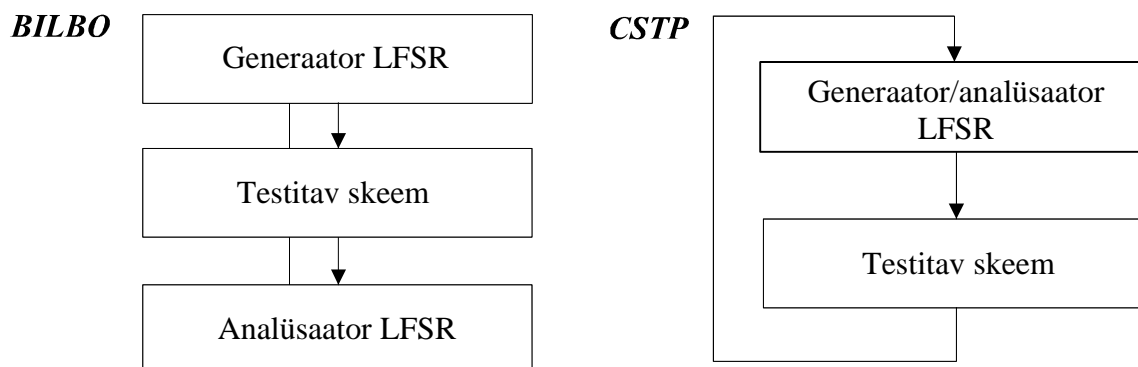 BILBO
Generaator LFSR
Testitav skeem
Analüsaator LFSR
CSTP
Generaator/analüsaator
LFSR
Testitav skeem